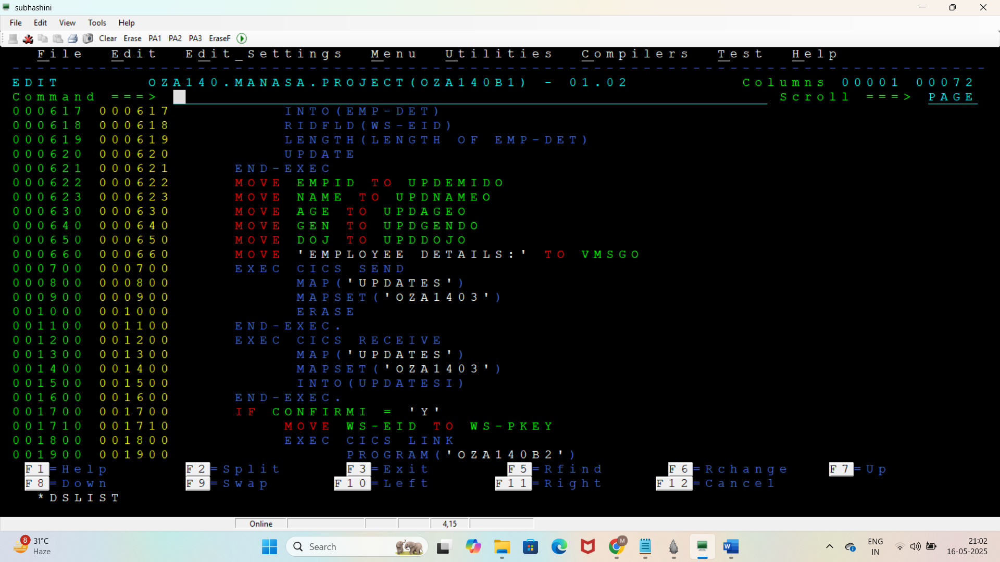 subhashini
File Edit View Tools Help
Clear Erase PA1 PA2 PA3 EraseF
File Edit Edit_Settings Menu Utilities Compilers Test Help
EDIT OZA140.MANASA.PROJECT(OZA140B1) - 01.02 Columns 00001 00072
Command ===> Scroll ===> PAGE
000617 000617 INTO(EMP-DET)
000618 000618 RIDFLD(WS-EID)
000619 000619 LENGTH(LENGTH OF EMP-DET)
000620 000620 UPDATE
000621 000621 END-EXEC
000622 000622 MOVE EMPID TO UPDEMIDO
000623 000623 MOVE NAME TO UPDNAMEO
000630 000630 MOVE AGE TO UPDAGEO
000640 000640 MOVE GEN TO UPDGENDO
000650 000650 MOVE DOJ TO UPDDOJO
000660 000660 MOVE 'EMPLOYEE DETAILS:' TO VMSGO
000700 000700 EXEC CICS SEND
000800 000800 MAP('UPDATES')
000900 000900 MAPSET('OZA1403')
001000 001000 ERASE
001100 001100 END-EXEC.
001200 001200 EXEC CICS RECEIVE
001300 001300 MAP('UPDATES')
001400 001400 MAPSET('OZA1403')
001500 001500 INTO(UPDATESI)
001600 001600 END-EXEC.
001700 001700 IF CONFIRMI = 'Y'
001710 001710 MOVE WS-EID TO WS-PKEY
001800 001800 EXEC CICS LINK
001900 001900 PROGRAM('OZA140B2')
F1=Help F2=Split F3=Exit F5=Rfind F6=Rchange F7=Up
F8=Down F9=Swap F10=Left F11=Right F12=Cancel
*DSLIST
Online 4,15
8 31°C
Haze
Search
M
W
ENG
IN
21:02
16-05-2025